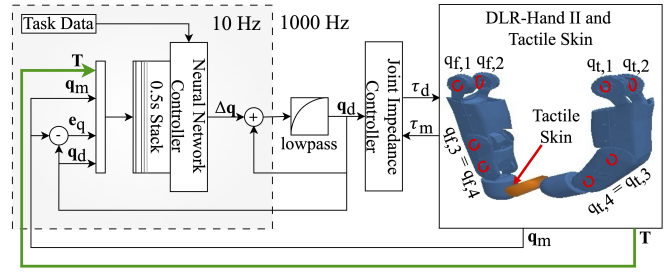 Task Data
10 Hz
1000 Hz
T
q_m
e_q
q_d
-
0.5s Stack
Neural Network
Controller
Δq
+
lowpass
q_d
Joint Impedance
Controller
τ_d
τ_m
DLR-Hand II and
Tactile Skin
q_f,1 q_f,2
q_t,1 q_t,2
Tactile
Skin
q_f,3 = q_f,4
q_t,4 = q_t,3
q_m
T